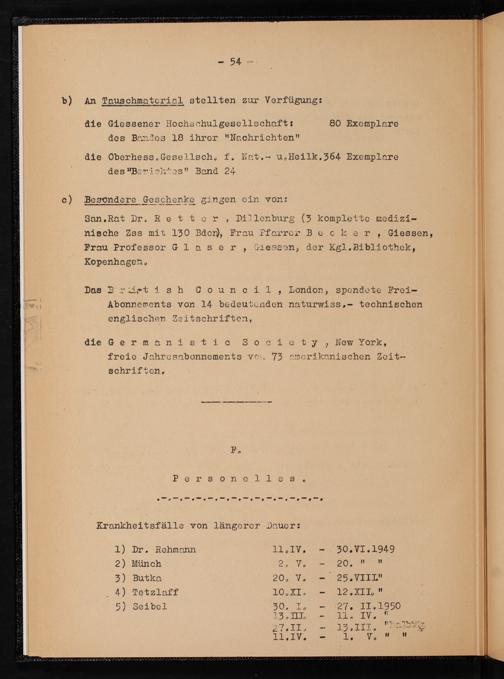 - 54 -
b) An Tauschmaterial stellten zur Verfügung:
die Giessener Hochschulgesellschaft: 80 Exemplare
des Bandes 18 ihrer "Nachrichten"
die Oberhess.Gesellsch. f. Nat.- u.Heilk.364 Exemplare
des"Berichtes" Band 24
c) Besondere Geschenke gingen ein von:
San.Rat Dr. R e t t e r , Dillenburg (3 komplette medizi-
nische Zss mit 130 Bden), Frau Pfarrer B e c k e r , Giessen,
Frau Professor G l a s e r , Giessen, der Kgl.Bibliothek,
Kopenhagen.
Das British C o u n c i l , London, spendete Frei-
Abonnements von 14 bedeutenden naturwiss.- technischen
englischen Zeitschriften,
die G e r m a n i s t i c S o c i e t y , New York,
freie Jahresabonnements von 73 amerikanischen Zeit-
schriften.
F.
P e r s o n e l l e s .
Krankheitsfälle von längerer Dauer:
1) Dr. Rehmann 11.IV. - 30.VI.1949
2) Münch 2. V. - 20. " "
3) Butka 20. V. - 25.VIII"
4) Tetzlaff 10.XI. - 12.XII. "
5) Seibel 30. I. - 27. II.1950
13.III. - 11. IV. "
27.II. - 13.III. "
11.IV. - 1. V. " "